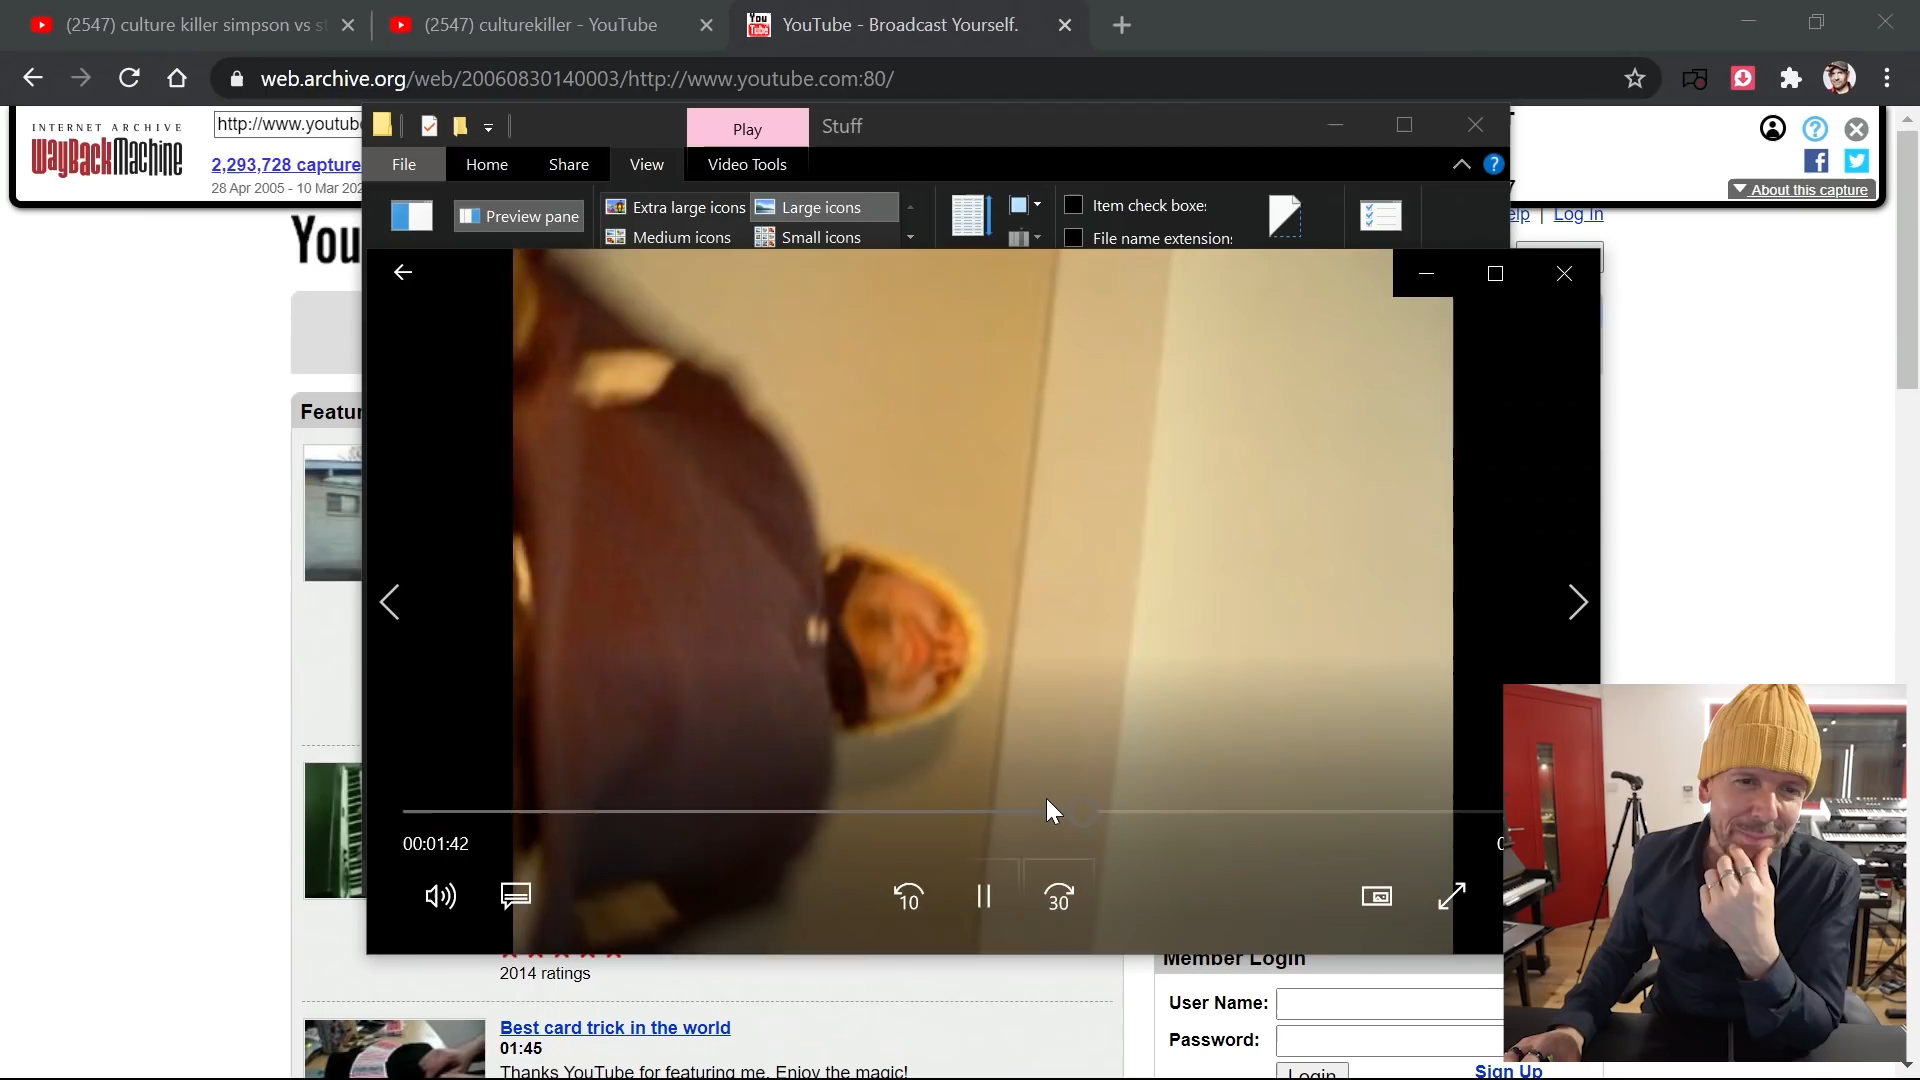 (2547) culture killer simpson vs st
(2547) culturekiller - YouTube
You Tube
YouTube - Broadcast Yourself.
web.archive.org/web/20060830140003/http://www.youtube.com:80/
INTERNET ARCHIVE
WayBackMachine
http://www.youtube
2,293,728 capture
28 Apr 2005 - 10 Mar 202
About this capture
Log In
You
Play
Stuff
File
Home
Share
View
Video Tools
Preview pane
Extra large icons
Large icons
Medium icons
Small icons
Item check boxes
File name extensions
Featur
00:01:42
10
30
2014 ratings
Best card trick in the world
01:45
Thanks YouTube for featuring me. Enjoy the magic!
Member Login
User Name:
Password:
Login
Sign Up